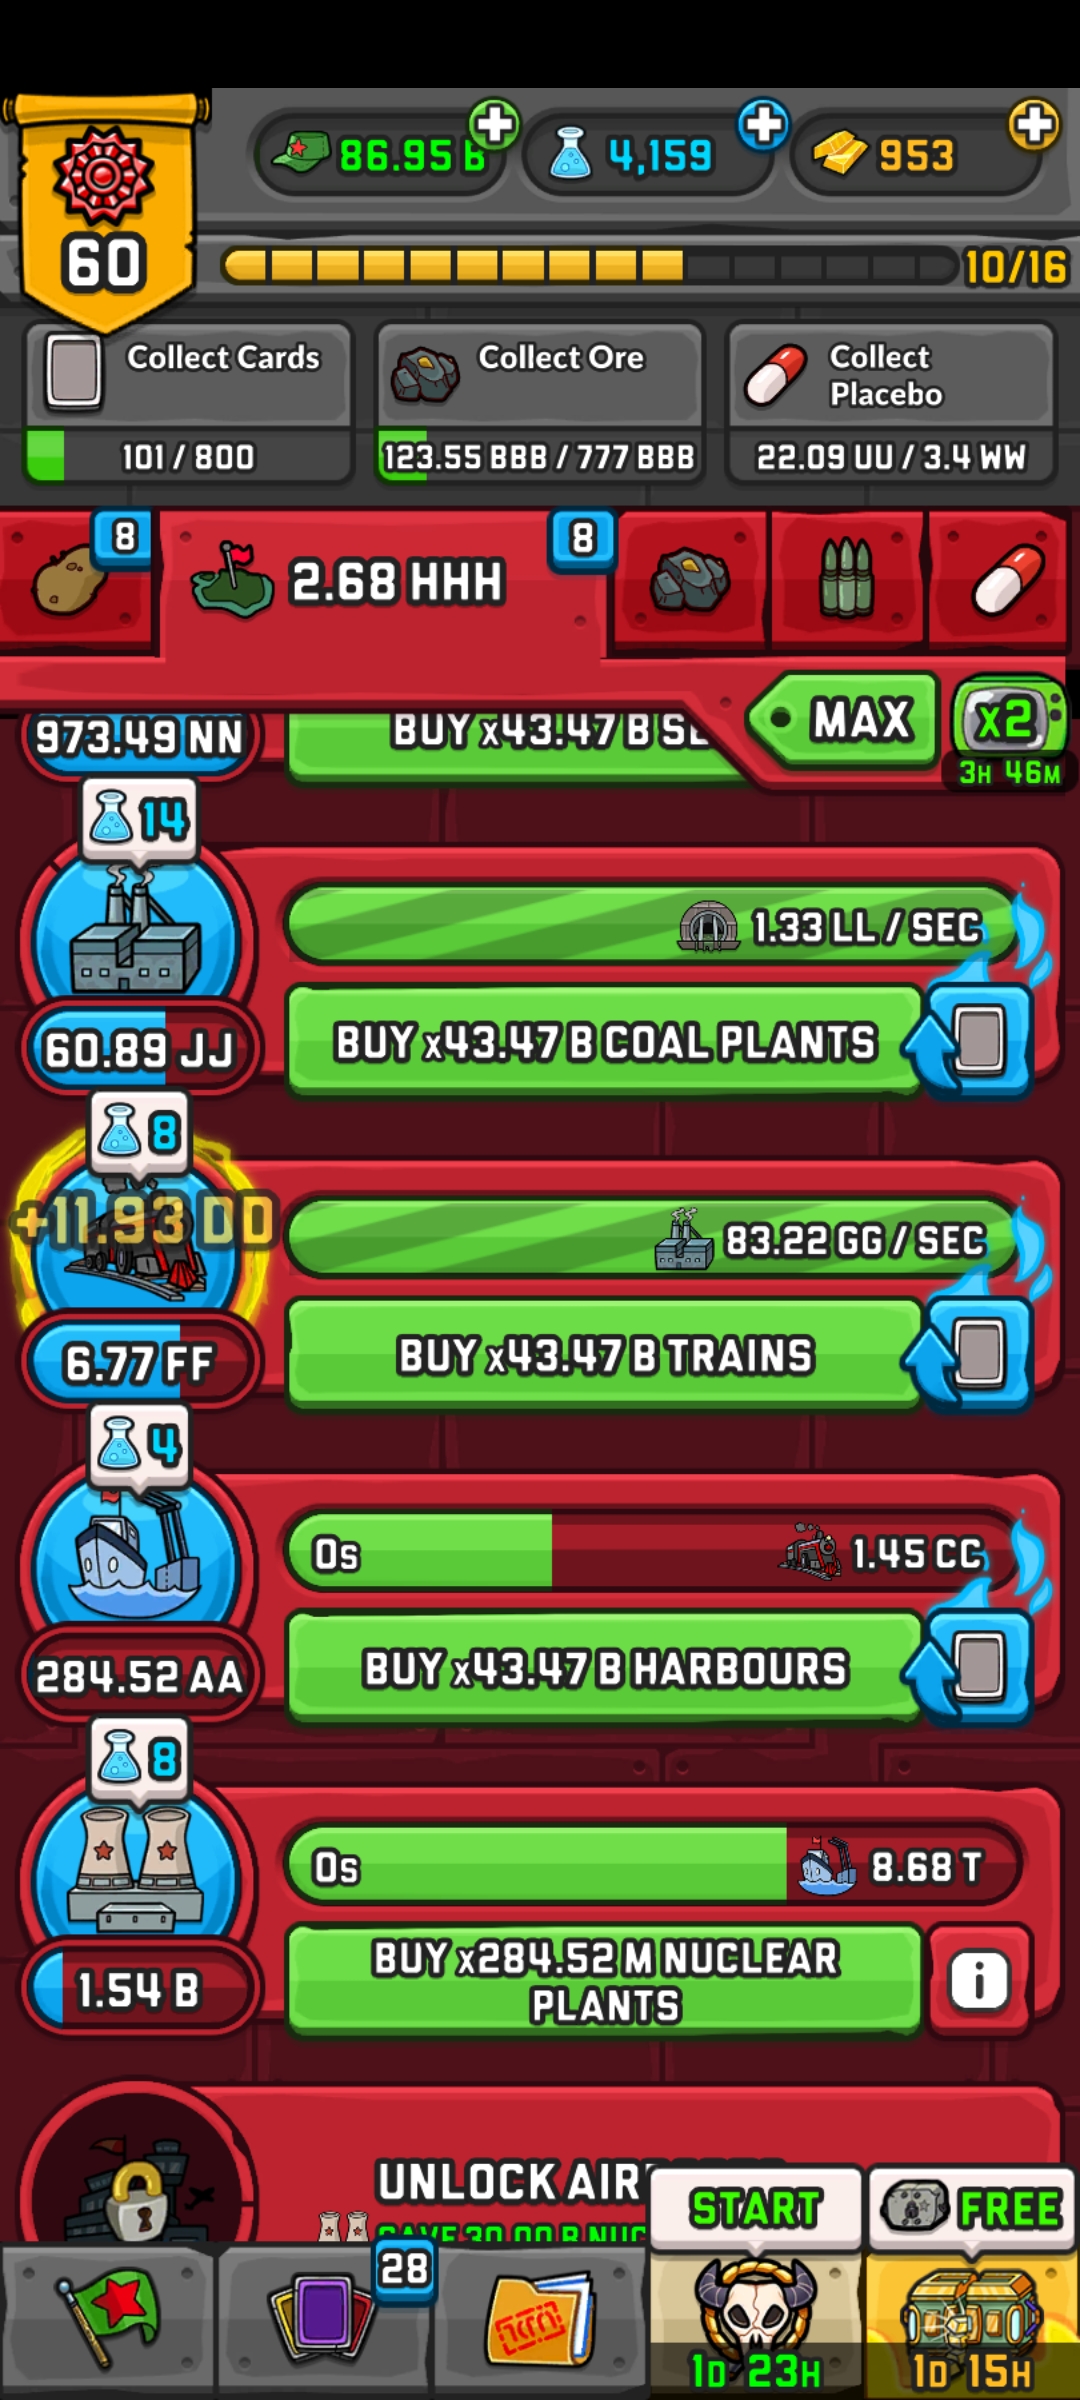 86.95 B
4,159
953
60
10/16
Collect Cards
101 / 800
Collect Ore
123.55 BBB / 777 BBB
Collect
Placebo
22.09 UU / 3.4 WW
8
2.68 HHH
8
MAX
x2
3H 46M
973.49 NN
BUY x43.47 B
14
1.33 LL / SEC
60.89 JJ
BUY x43.47 B COAL PLANTS
8
+11.93 DD
83.22 GG / SEC
6.77 FF
BUY x43.47 B TRAINS
4
0s
1.45 CC
284.52 AA
BUY x43.47 B HARBOURS
8
0s
8.68 T
1.54 B
BUY x284.52 M NUCLEAR
PLANTS
i
UNLOCK
START
FREE
28
1D 23H
1D 15H